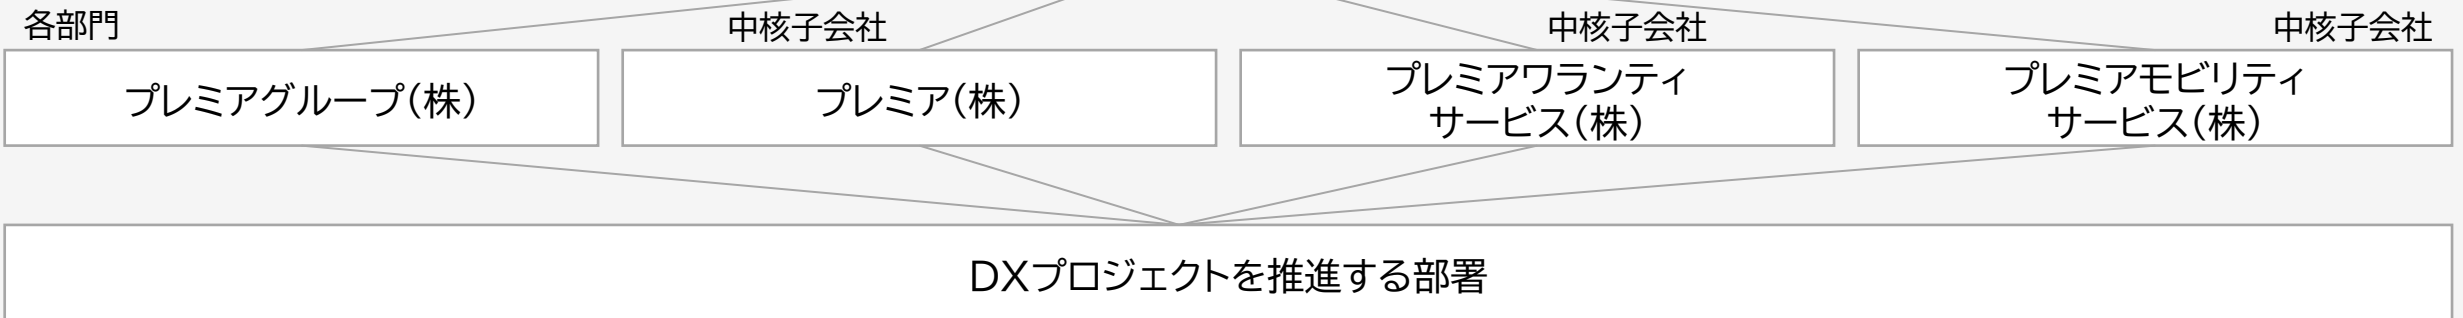 各部門
中核子会社
中核子会社
中核子会社
プレミアグループ(株)
プレミア(株)
プレミアワランティ
サービス(株)
プレミアモビリティ
サービス(株)
DXプロジェクトを推進する部署